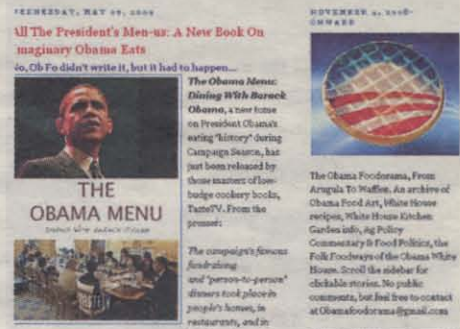 WEDNESDAY, MAY
All The President's Men-us: A New Book On
maginary Obama Eats
No, Ob Fo didn't write it, but it had to happen...
THE
OBAMA MENU
The Obama Menu:
Dining With Barack
Obama, a new tome
on President Obama's
eating "history" during
Campaign Season, has
just been released by
those masters of low-
budge cookery books,
TasteTV. From the
presser:
The campaign's famous
fundraising
and "person-to-person"
dinners took place in
people's homes, in
restaurants, and in
NOVEMBER 4, 2008-
ONWARD
The Obama Foodorama, From
Arugula To Waffles. An archive of
Obama Food Art, White House
recipes, White House Kitchen
Garden info, Ag Policy
Commentary & Food Politics, the
Folk Foodways of the Obama White
House. Scroll the sidebar for
clickable stories. No public
comments, but feel free to contact
at Obamafoodorama@gmail.com